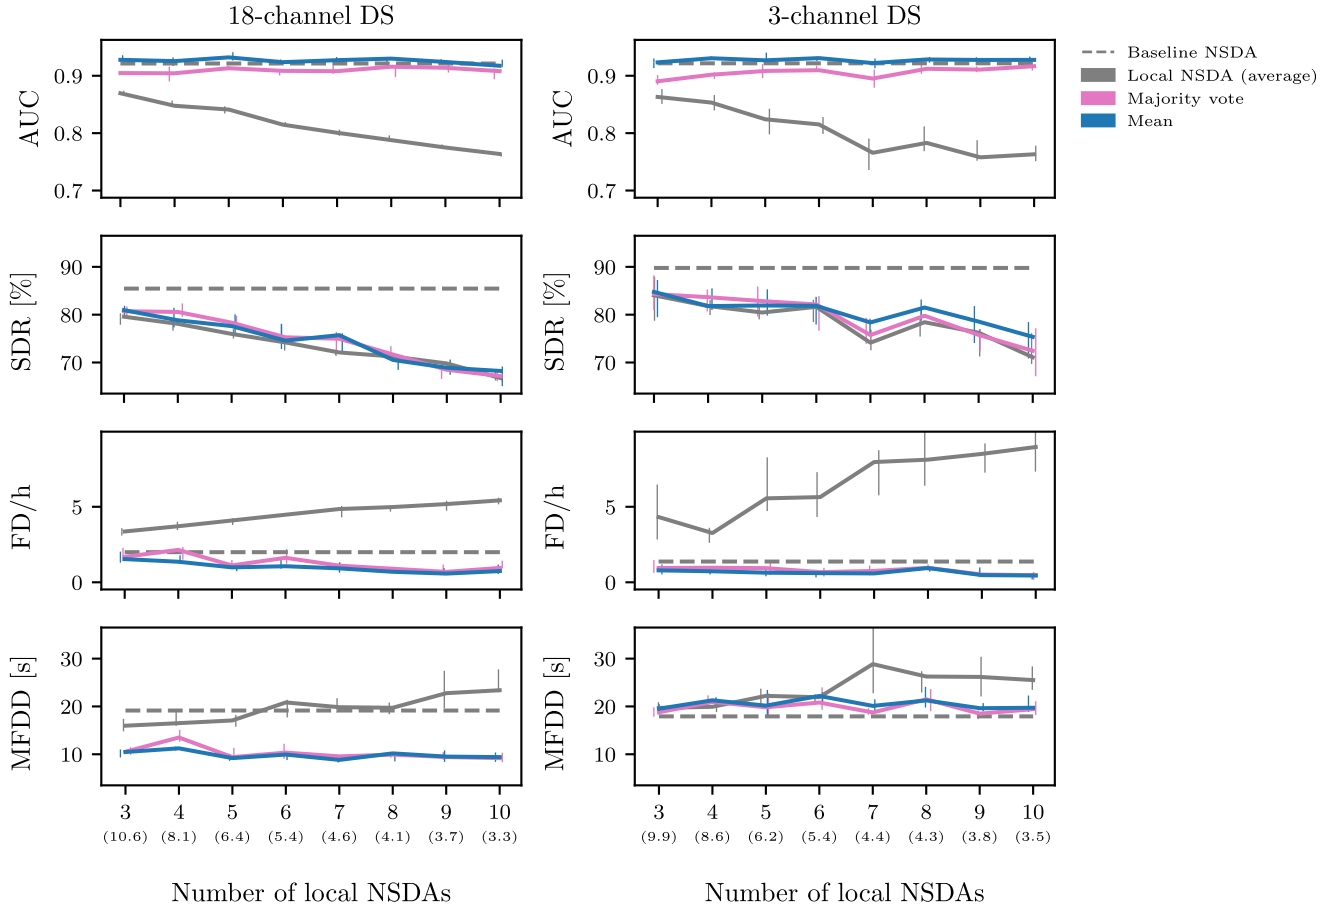 18-channel DS
3-channel DS
Baseline NSDA
Local NSDA (average)
Majority vote
Mean
AUC
0.9
0.8
0.7
AUC
0.9
0.8
0.7
SDR [%]
90
80
70
SDR [%]
90
80
70
FD/h
5
0
FD/h
5
0
MFDD [s]
30
20
10
MFDD [s]
30
20
10
3 4 5 6 7 8 9 10
(10.6) (8.1) (6.4) (5.4) (4.6) (4.1) (3.7) (3.3)
3 4 5 6 7 8 9 10
(9.9) (8.6) (6.2) (5.4) (4.4) (4.3) (3.8) (3.5)
Number of local NSDAs
Number of local NSDAs